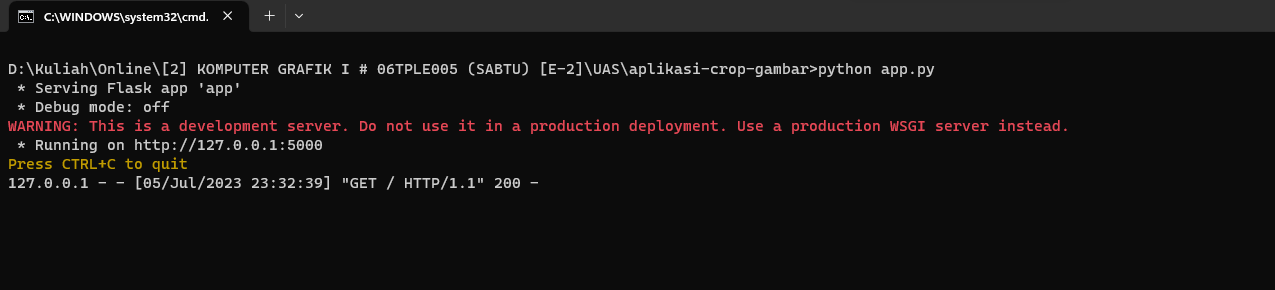 C:\WINDOWS\system32\cmd.
D:\Kuliah\Online\[2] KOMPUTER GRAFIK I # 06TPLE005 (SABTU) [E-2]\UAS\aplikasi-crop-gambar>python app.py
 * Serving Flask app 'app'
 * Debug mode: off
WARNING: This is a development server. Do not use it in a production deployment. Use a production WSGI server instead.
 * Running on http://127.0.0.1:5000
Press CTRL+C to quit
127.0.0.1 - - [05/Jul/2023 23:32:39] "GET / HTTP/1.1" 200 -